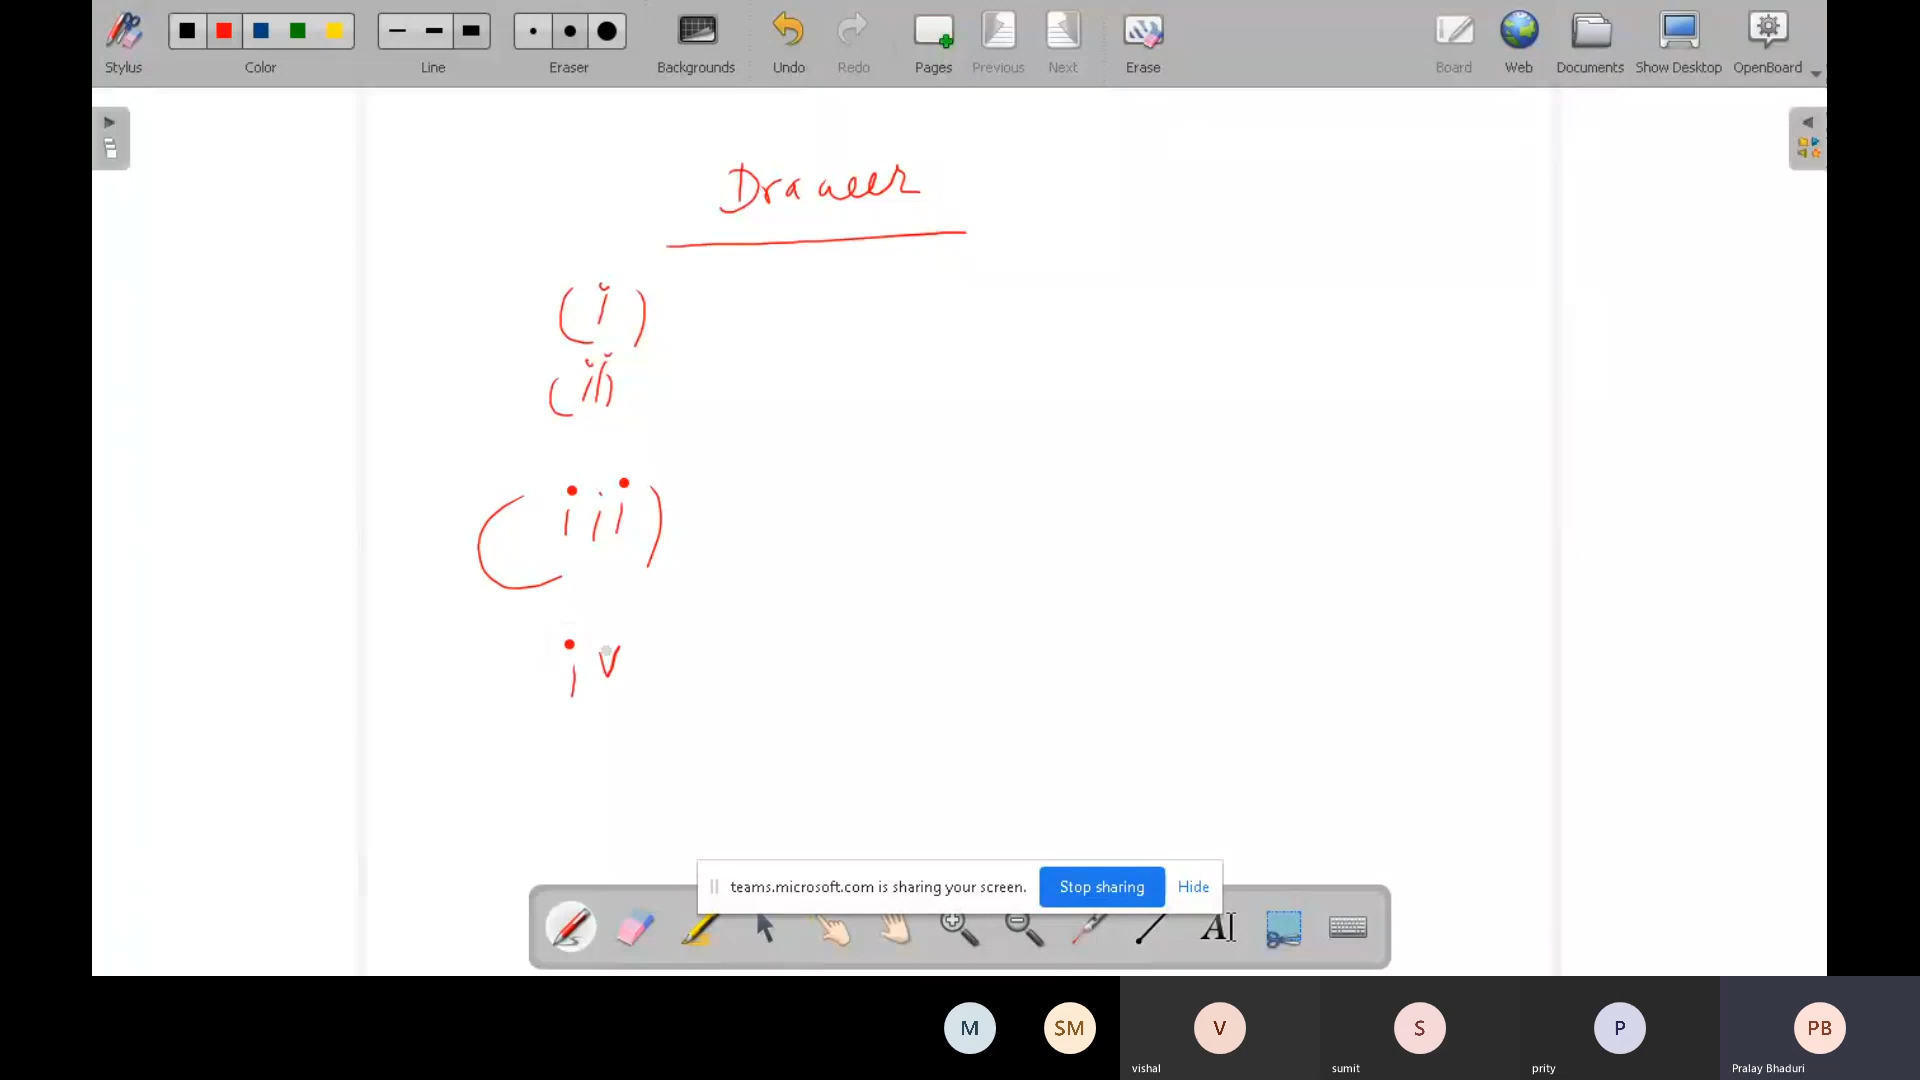 Stylus Color Line Eraser Backgrounds Undo Redo Pages Previous Next Erase Board Web Documents Show Desktop OpenBoard
(i)
(ii)
(iii)
iv
teams.microsoft.com is sharing your screen. Stop sharing Hide
A
M SM V S P PB
vishal sumit prity Pralay Bhaduri